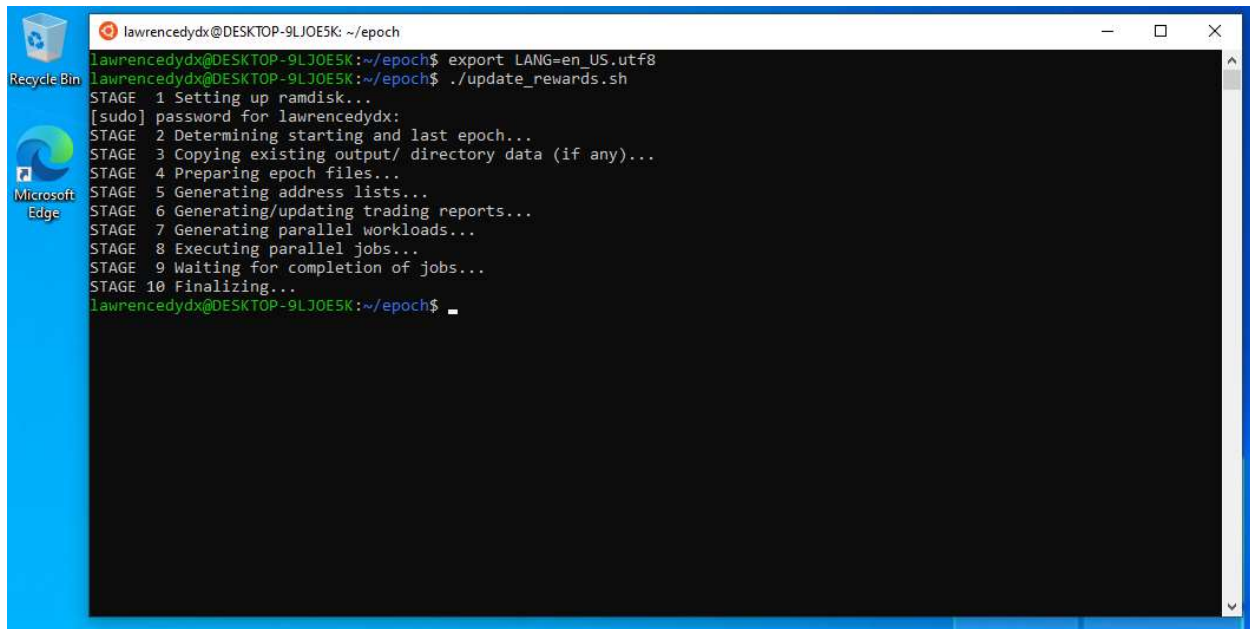 Recycle Bin
Microsoft
Edge
lawrencedydx@DESKTOP-9LJOE5K: ~/epoch
lawrencedydx@DESKTOP-9LJOE5K:~/epoch$ export LANG=en_US.utf8
lawrencedydx@DESKTOP-9LJOE5K:~/epoch$ ./update_rewards.sh
STAGE  1 Setting up ramdisk...
[sudo] password for lawrencedydx:
STAGE  2 Determining starting and last epoch...
STAGE  3 Copying existing output/ directory data (if any)...
STAGE  4 Preparing epoch files...
STAGE  5 Generating address lists...
STAGE  6 Generating/updating trading reports...
STAGE  7 Generating parallel workloads...
STAGE  8 Executing parallel jobs...
STAGE  9 Waiting for completion of jobs...
STAGE 10 Finalizing...
lawrencedydx@DESKTOP-9LJOE5K:~/epoch$